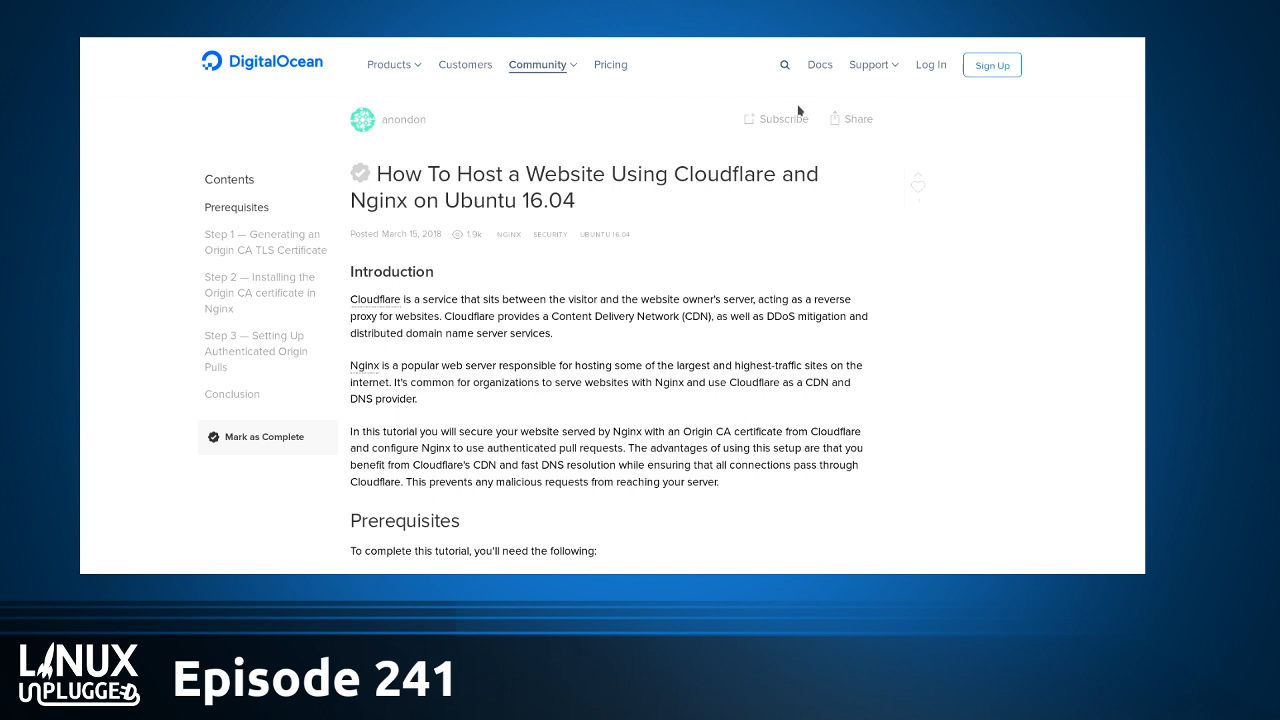 DigitalOcean
Products Customers Community Pricing
Docs Support Log In Sign Up
anondon
Subscribe Share
Contents
Prerequisites
Step 1 — Generating an
Origin CA TLS Certificate
Step 2 — Installing the
Origin CA certificate in
Nginx
Step 3 — Setting Up
Authenticated Origin
Pulls
Conclusion
Mark as Complete
How To Host a Website Using Cloudflare and
Nginx on Ubuntu 16.04
Posted March 15, 2018 1.9k NGINX SECURITY UBUNTU 16.04
Introduction
Cloudflare is a service that sits between the visitor and the website owner's server, acting as a reverse
proxy for websites. Cloudflare provides a Content Delivery Network (CDN), as well as DDoS mitigation and
distributed domain name server services.
Nginx is a popular web server responsible for hosting some of the largest and highest-traffic sites on the
internet. It's common for organizations to serve websites with Nginx and use Cloudflare as a CDN and
DNS provider.
In this tutorial you will secure your website served by Nginx with an Origin CA certificate from Cloudflare
and configure Nginx to use authenticated pull requests. The advantages of using this setup are that you
benefit from Cloudflare's CDN and fast DNS resolution while ensuring that all connections pass through
Cloudflare. This prevents any malicious requests from reaching your server.
Prerequisites
To complete this tutorial, you'll need the following:
LINUX
UNPLUGGED
Episode 241